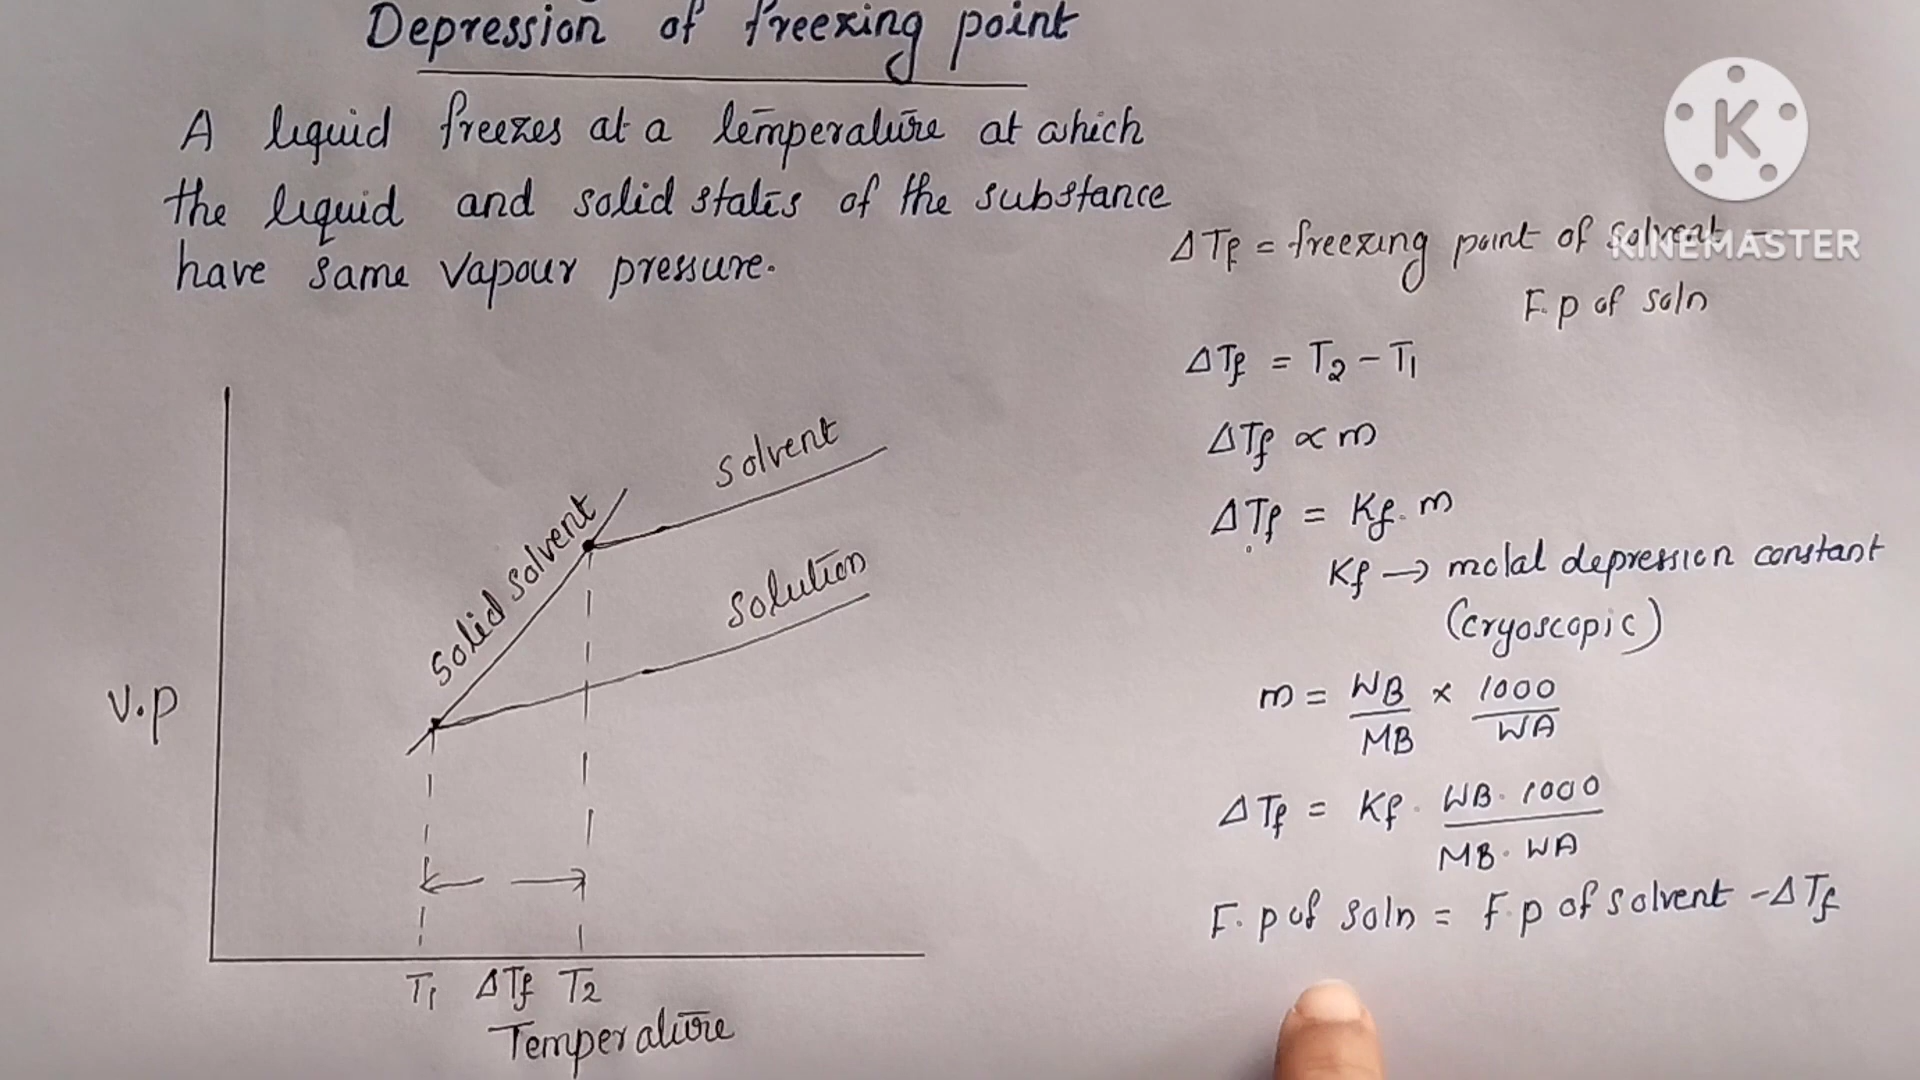 Depression of freezing point
A liquid freezes at a temperature at which
the liquid and solid states of the substance
have same vapour pressure.
K
KINEMASTER
ΔTf = freezing point of solvent -
F.p of soln
ΔTf = T2 - T1
ΔTf ∝ m
ΔTf = Kf. m
Kf → molal depression constant
(cryoscopic)
m = WB/MB × 1000/WA
ΔTf = Kf . WB. 1000/MB. WA
F.p of soln = F.p of solvent - ΔTf
solvent
solid solvent
solution
V.p
T1 ΔTf T2
Temperature